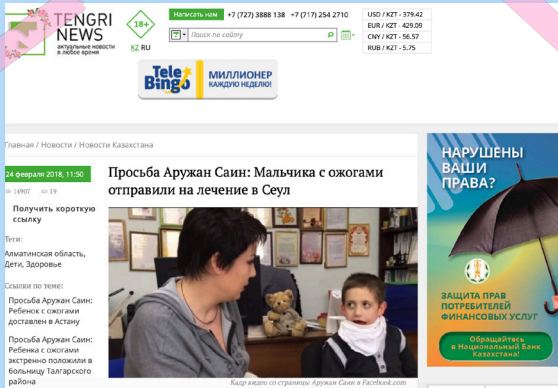 TENGRI
NEWS
актуальные новости
в любое время
18+
KZ RU
Написать нам +7 (727) 3888 138 +7 (717) 254 2710
Поиск по сайту
USD / KZT - 379.42
EUR / KZT - 429.09
CNY / KZT - 56.57
RUB / KZT - 5.75
Tele
Bingo
МИЛЛИОНЕР
КАЖДУЮ НЕДЕЛЮ!
Главная / Новости / Новости Казахстана
24 февраля 2018, 11:50
14907 19
Получить короткую
ссылку
Теги:
Алматинская область,
Дети, Здоровье
Ссылки по теме:
Просьба Аружан Саин:
Ребенок с ожогами
доставлен в Астану
Просьба Аружан Саин:
Ребенка с ожогами
экстренно положили в
больницу Талгарского
района
Просьба Аружан Саин: Мальчика с ожогами
отправили на лечение в Сеул
Кадр видео со страницы Аружан Саин в Facebook.com
НАРУШЕНЫ
ВАШИ
ПРАВА?
ЗАЩИТА ПРАВ
ПОТРЕБИТЕЛЕЙ
ФИНАНСОВЫХ УСЛУГ
Обращайтесь
в Национальный Банк
Казахстана!